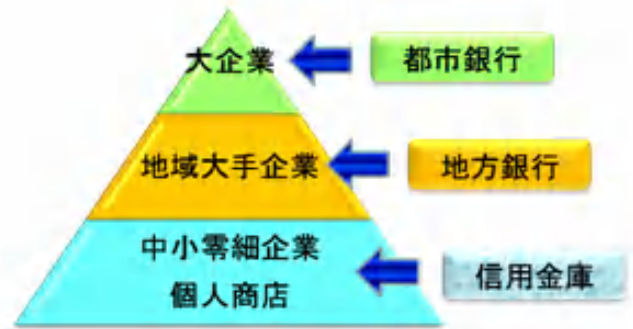 大企業
都市銀行
地域大手企業
地方銀行
中小零細企業
個人商店
信用金庫